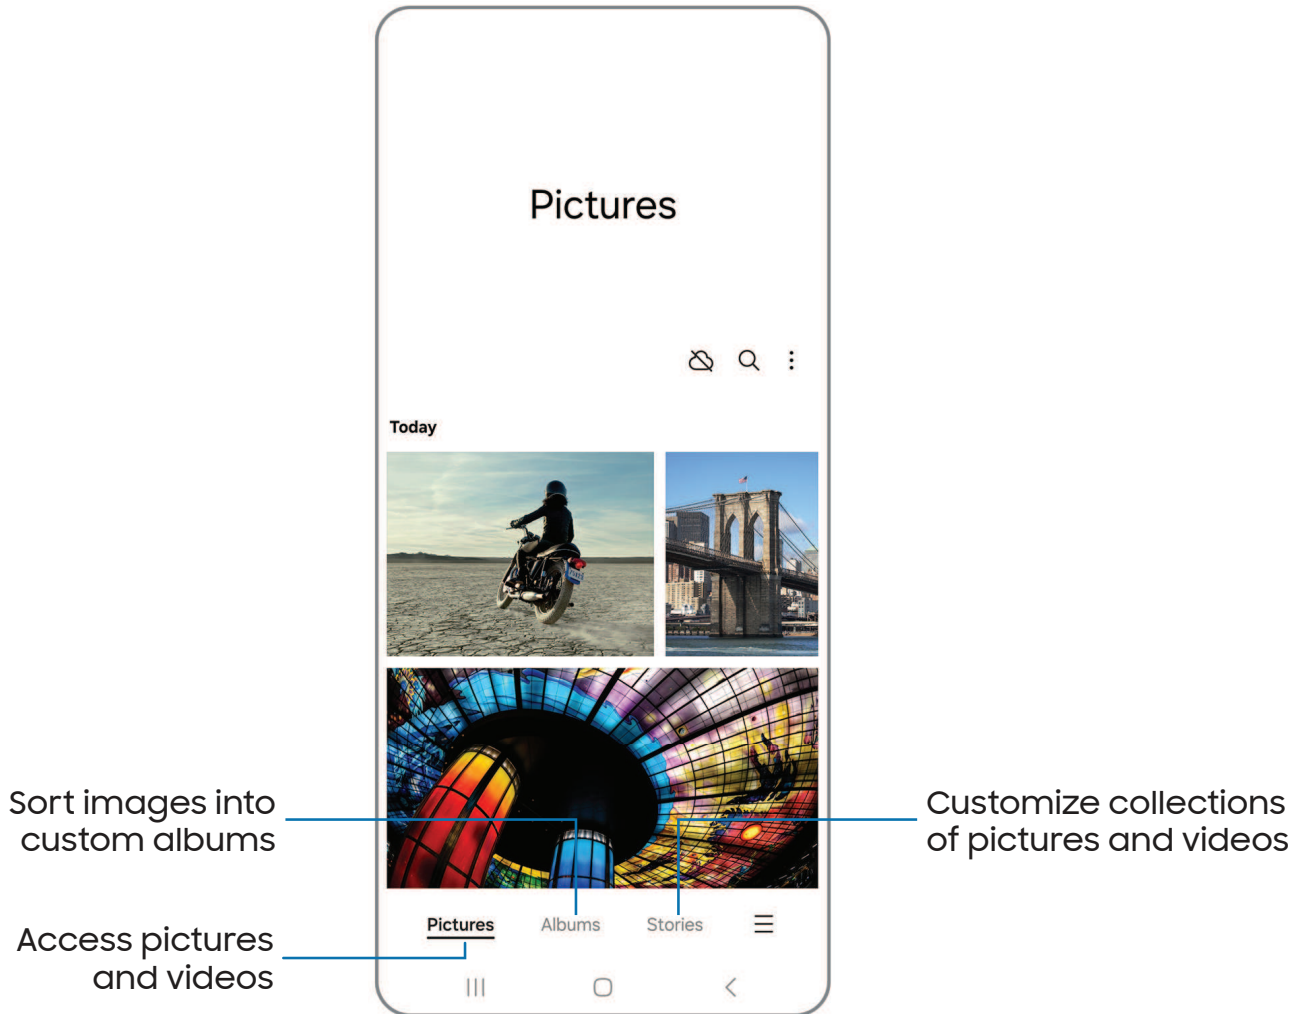 Pictures
Today
Sort images into
custom albums
Customize collections
of pictures and videos
Pictures
Albums
Stories
Access pictures
and videos